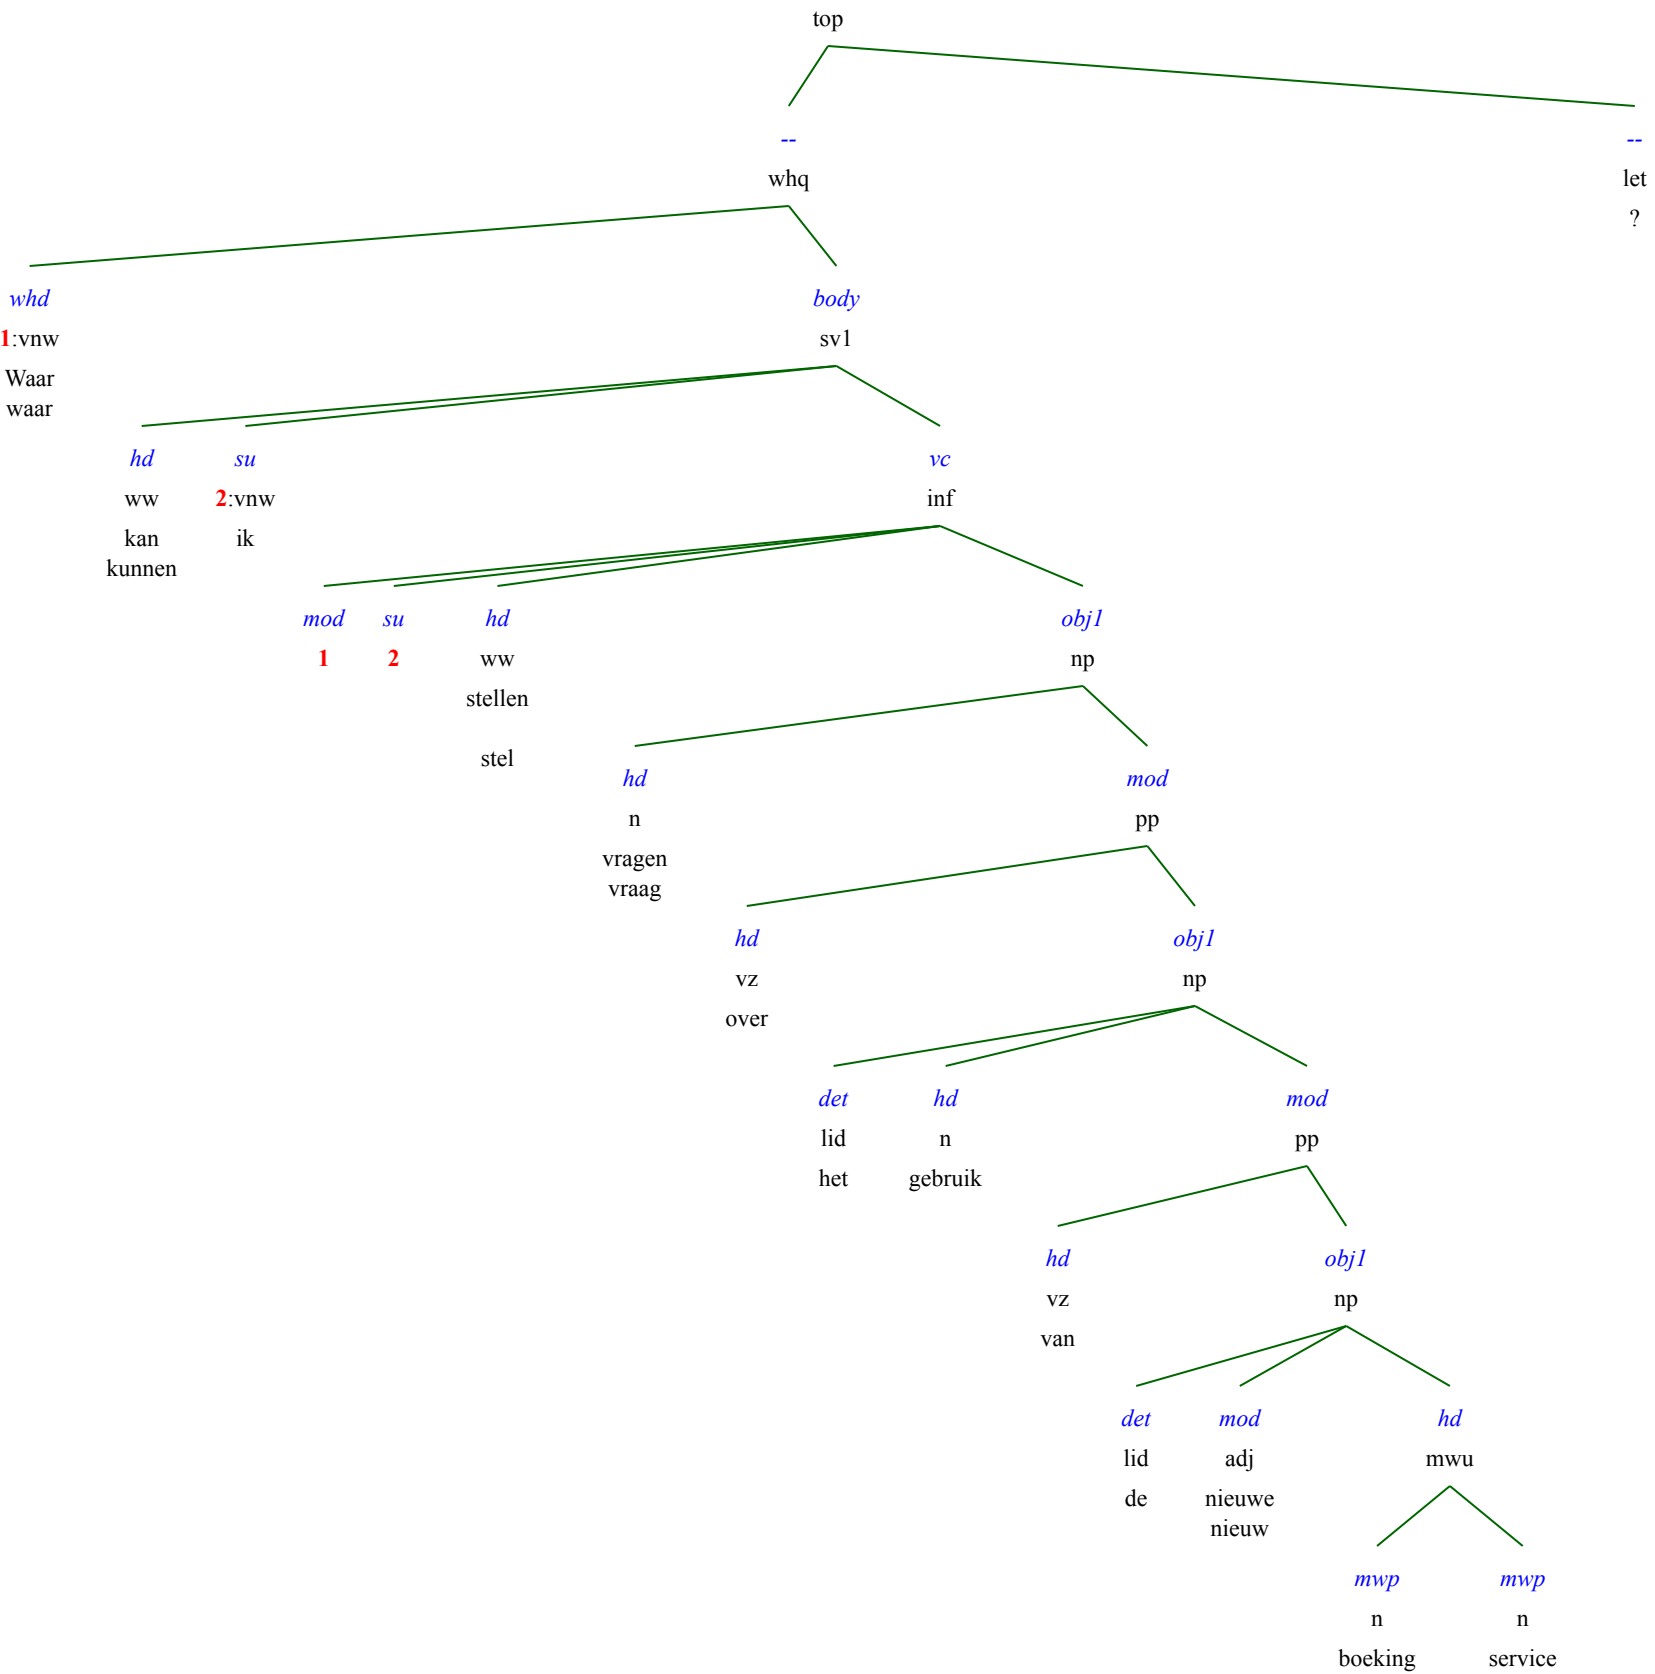 top
-- --
whq let
?
whd body
1:vnw sv1
Waar
waar
hd su vc
ww 2:vnw inf
kan ik
kunnen
mod su hd obj1
1 2 ww np
stellen
stel
hd mod
n pp
vragen
vraag
hd obj1
vz np
over
det hd mod
lid n pp
het gebruik
hd obj1
vz np
van
det mod hd
lid adj mwu
de nieuwe
nieuw
mwp mwp
n n
boeking service